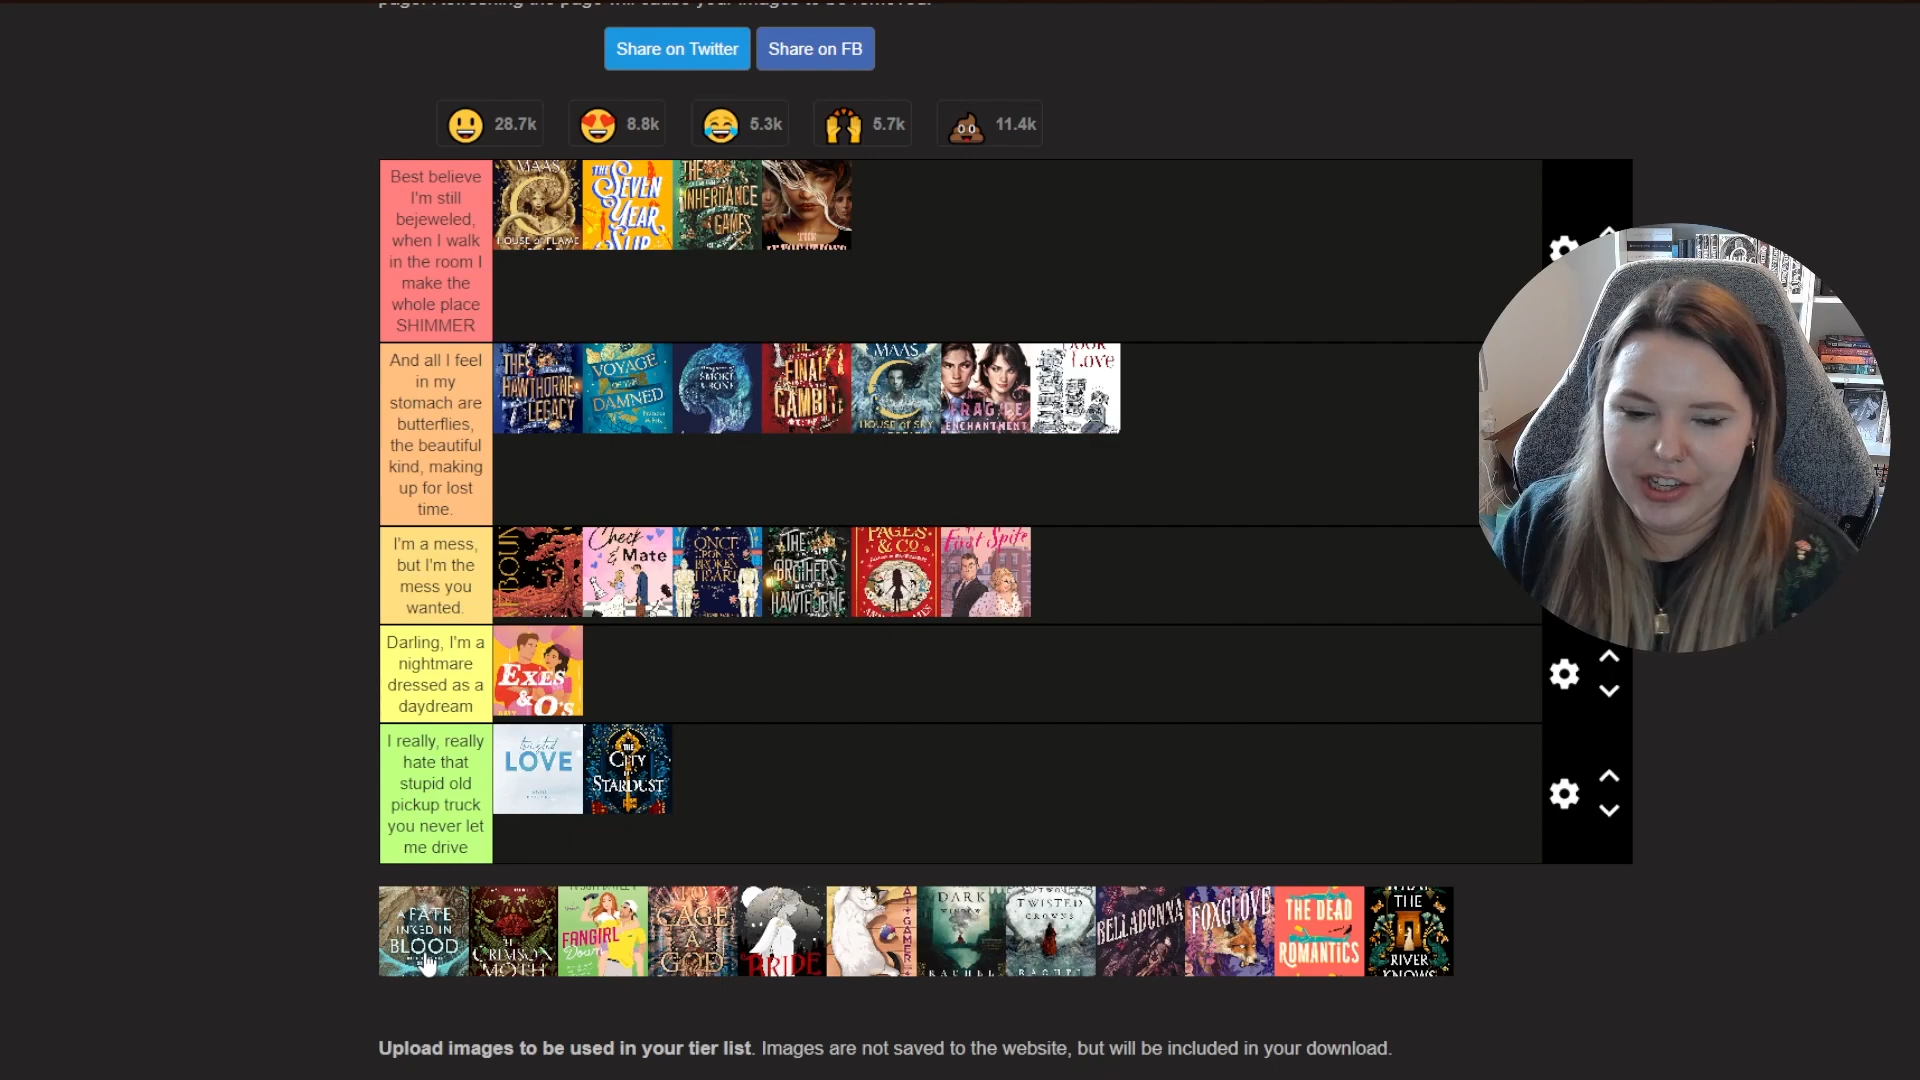 Share on Twitter
Share on FB
28.7k
8.8k
5.3k
5.7k
11.4k
Best believe
I'm still
bejeweled,
when I walk
in the room I
make the
whole place
SHIMMER
MAAS
HOUSE OF FLAME
THE
SEVEN
YEAR
SLIP
THE
INHERITANCE
GAMES
THE
And all I feel
in my
stomach are
butterflies,
the beautiful
kind, making
up for lost
time.
THE
HAWTHORNE
LEGACY
VOYAGE
OF THE
DAMNED
SMOKE
& BONE
THE
FINAL
GAMBIT
MAAS
HOUSE OF SKY
FRAGILE
ENCHANTMENT
Love
I'm a mess,
but I'm the
mess you
wanted.
Check
& Mate
ONCE
UPON A
BROKEN
HEART
THE
BROTHERS
HAWTHORNE
PAGES
& CO
First Spite
Darling, I'm a
nightmare
dressed as a
daydream
EXES
& O's
I really, really
hate that
stupid old
pickup truck
you never let
me drive
twisted
LOVE
THE
CITY
OF
STARDUST
A FATE
INKED IN
BLOOD
CRIMSON
MOTH
FANGIRL
Down
CAGE
A
GOD
BRIDE
DARK
WINDOW
RACHEL
TWO
TWISTED
CROWNS
BELLADONNA
FOXGLOVE
THE DEAD
ROMANTICS
WHAT
THE
RIVER
KNOWS
Upload images to be used in your tier list. Images are not saved to the website, but will be included in your download.